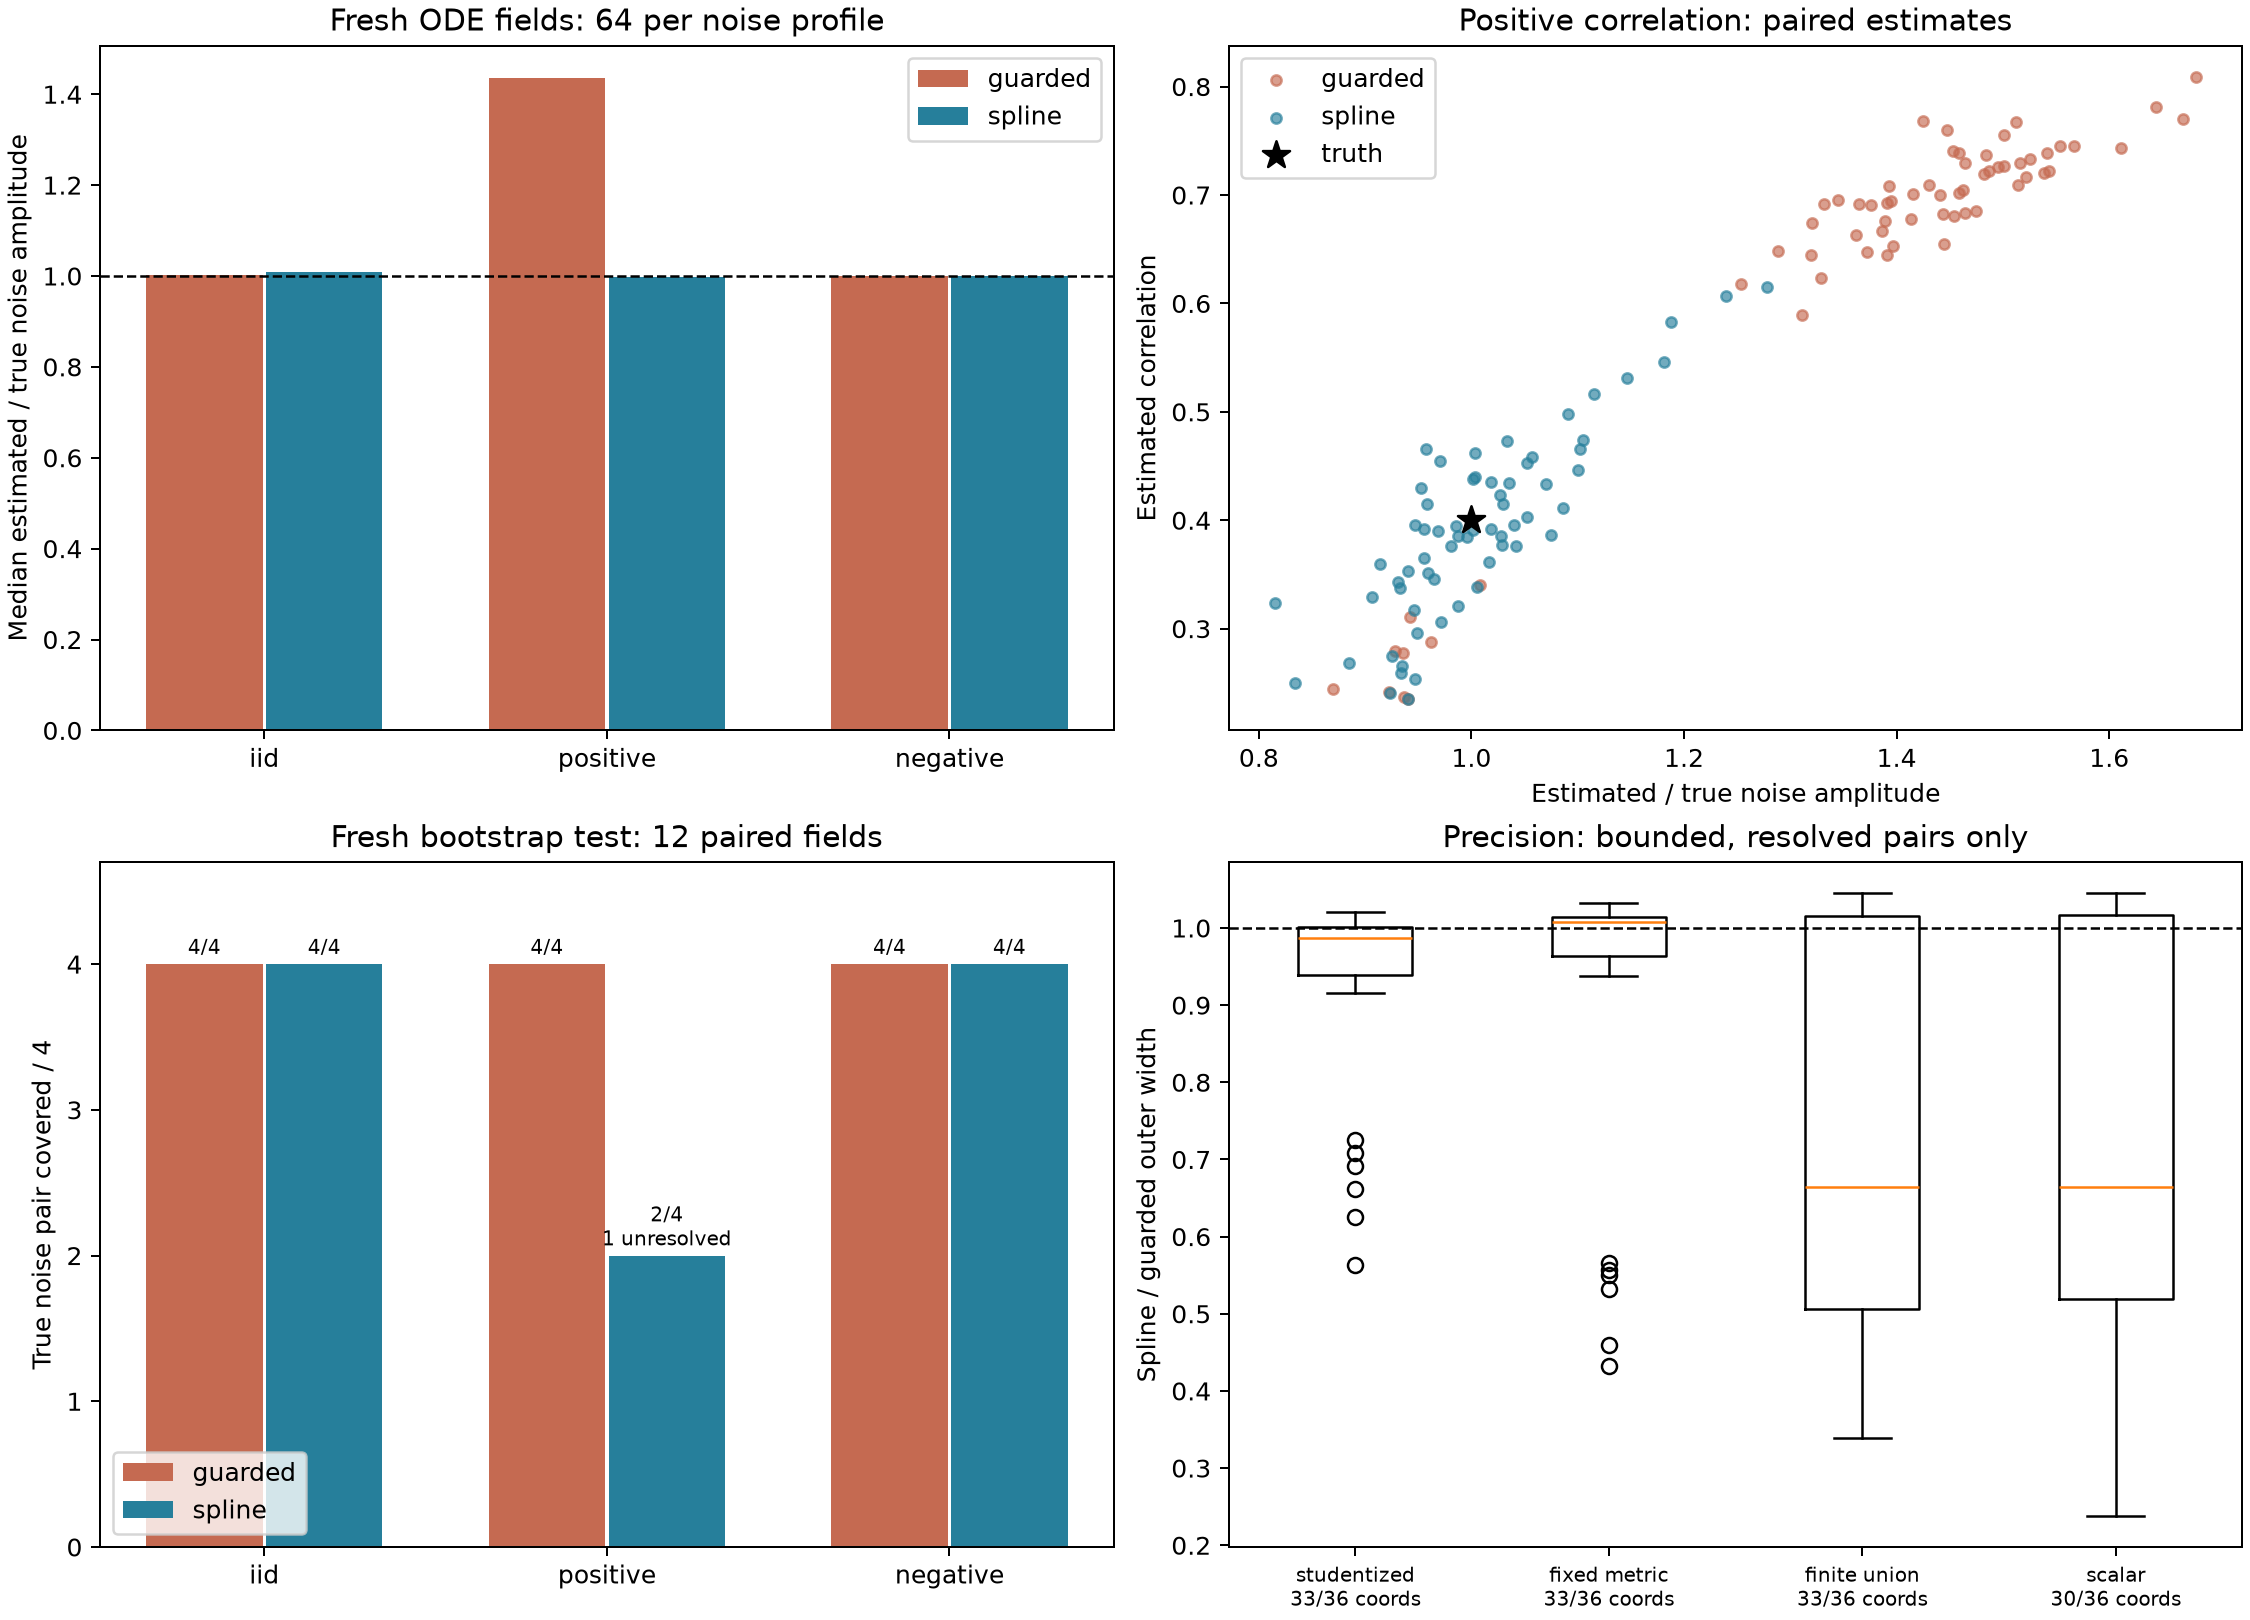 Fresh ODE fields: 64 per noise profile
Median estimated / true noise amplitude
1.4
1.2
1.0
0.8
0.6
0.4
0.2
0.0
guarded
spline
iid
positive
negative
Positive correlation: paired estimates
Estimated correlation
0.8
0.7
0.6
0.5
0.4
0.3
guarded
spline
truth
0.8
1.0
1.2
1.4
1.6
Estimated / true noise amplitude
Fresh bootstrap test: 12 paired fields
True noise pair covered / 4
4
3
2
1
0
4/4
4/4
4/4
2/4
1 unresolved
4/4
4/4
guarded
spline
iid
positive
negative
Precision: bounded, resolved pairs only
Spline / guarded outer width
1.0
0.9
0.8
0.7
0.6
0.5
0.4
0.3
0.2
studentized
33/36 coords
fixed metric
33/36 coords
finite union
33/36 coords
scalar
30/36 coords